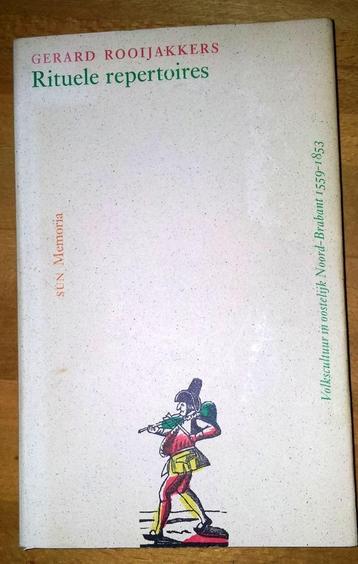 GERARD ROOIJAKKERS
Rituele repertoires
SUN Memoria
Volkscultuur in oostelijk Noord-Brabant 1559-1853